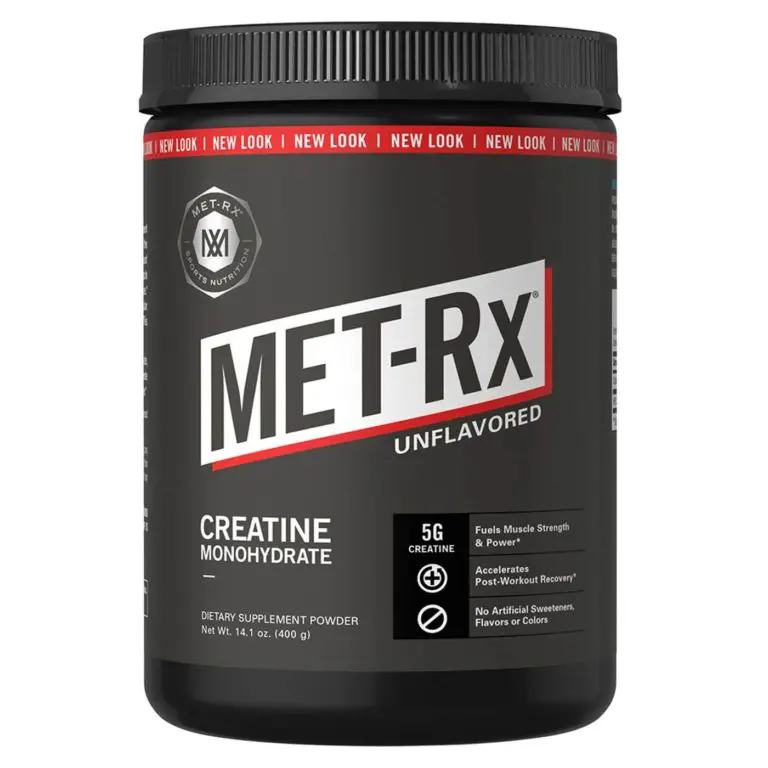 NEW LOOK | NEW LOOK | NEW LOOK | NEW LOOK | NEW LOOK | NEW LOOK
MET-RX®
SPORTS NUTRITION
MET-Rx®
UNFLAVORED
CREATINE
MONOHYDRATE
5G
CREATINE
Fuels Muscle Strength
& Power*
Accelerates
Post-Workout Recovery*
No Artificial Sweeteners,
Flavors or Colors
DIETARY SUPPLEMENT POWDER
Net Wt. 14.1 oz. (400 g)